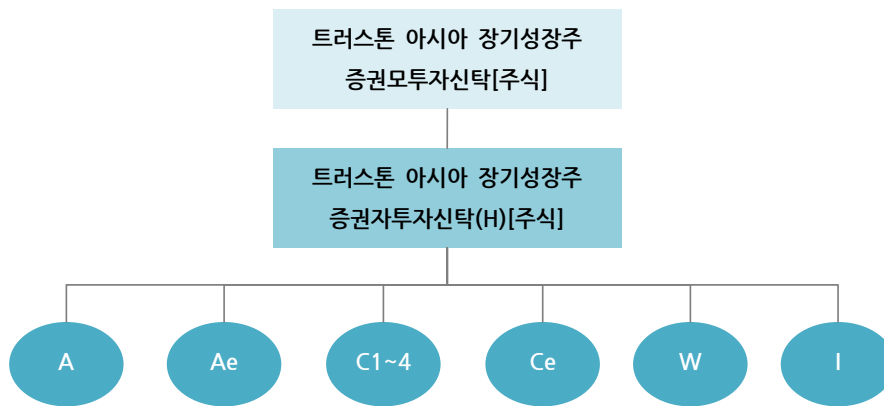 트러스톤 아시아 장기성장주
증권모투자신탁[주식]
트러스톤 아시아 장기성장주
증권자투자신탁(H)[주식]
A
Ae
C1~4
Ce
W
I